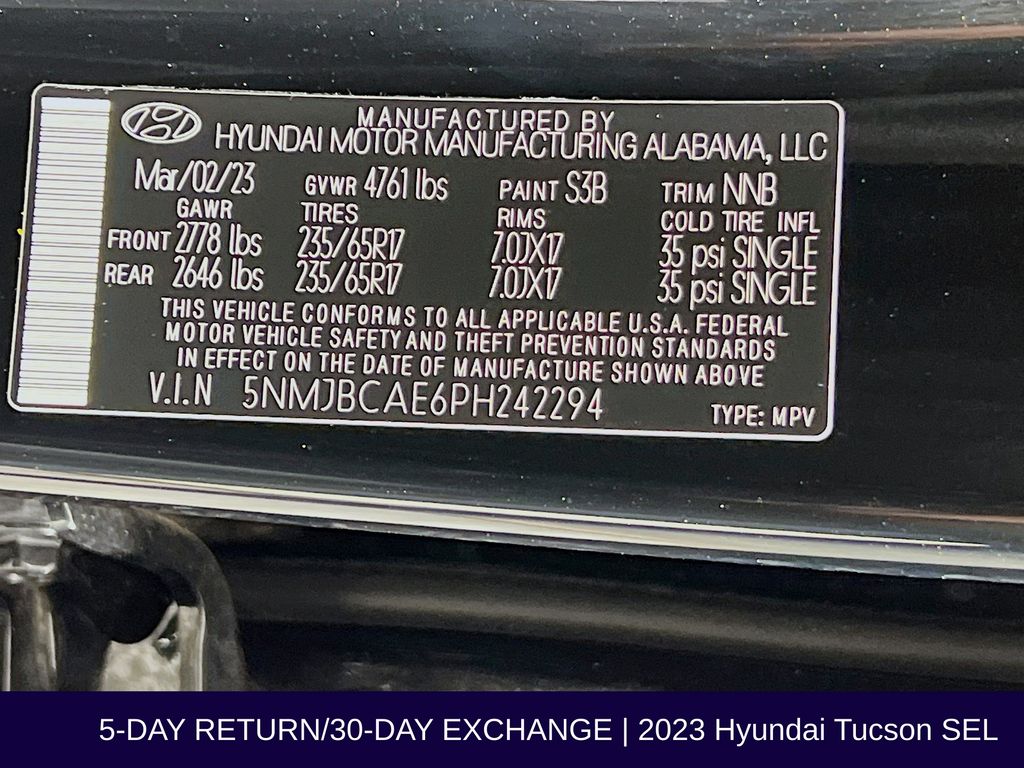 MANUFACTURED BY
HYUNDAI MOTOR MANUFACTURING ALABAMA, LLC
Mar/02/23 GVWR 4761 lbs PAINT S3B TRIM NNB
GAWR TIRES RIMS COLD TIRE INFL
FRONT 2778 lbs 235/65R17 7.0JX17 35 psi SINGLE
REAR 2646 lbs 235/65R17 7.0JX17 35 psi SINGLE
THIS VEHICLE CONFORMS TO ALL APPLICABLE U.S.A. FEDERAL
MOTOR VEHICLE SAFETY AND THEFT PREVENTION STANDARDS
IN EFFECT ON THE DATE OF MANUFACTURE SHOWN ABOVE
V.I.N 5NMJBCAE6PH242294 TYPE: MPV
5-DAY RETURN/30-DAY EXCHANGE | 2023 Hyundai Tucson SEL